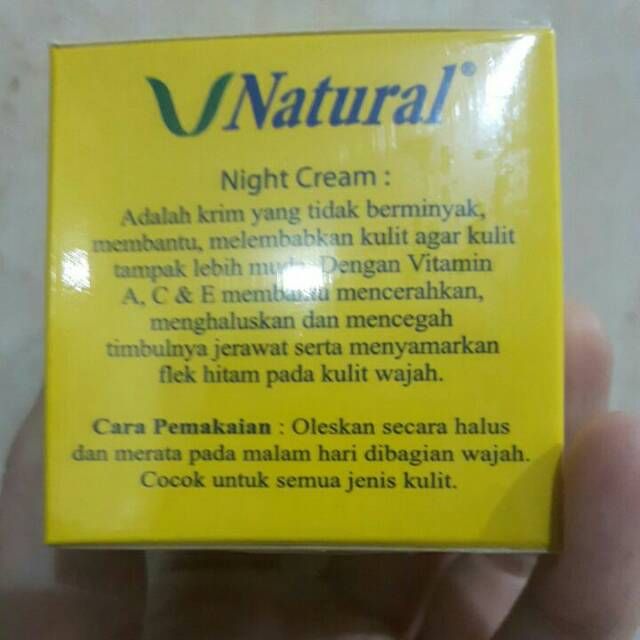 VNatural®
Night Cream :
Adalah krim yang tidak berminyak,
membantu, melembabkan kulit agar kulit
tampak lebih muda. Dengan Vitamin
A, C & E membantu mencerahkan,
menghaluskan dan mencegah
timbulnya jerawat serta menyamarkan
flek hitam pada kulit wajah.
Cara Pemakaian : Oleskan secara halus
dan merata pada malam hari dibagian wajah.
Cocok untuk semua jenis kulit.